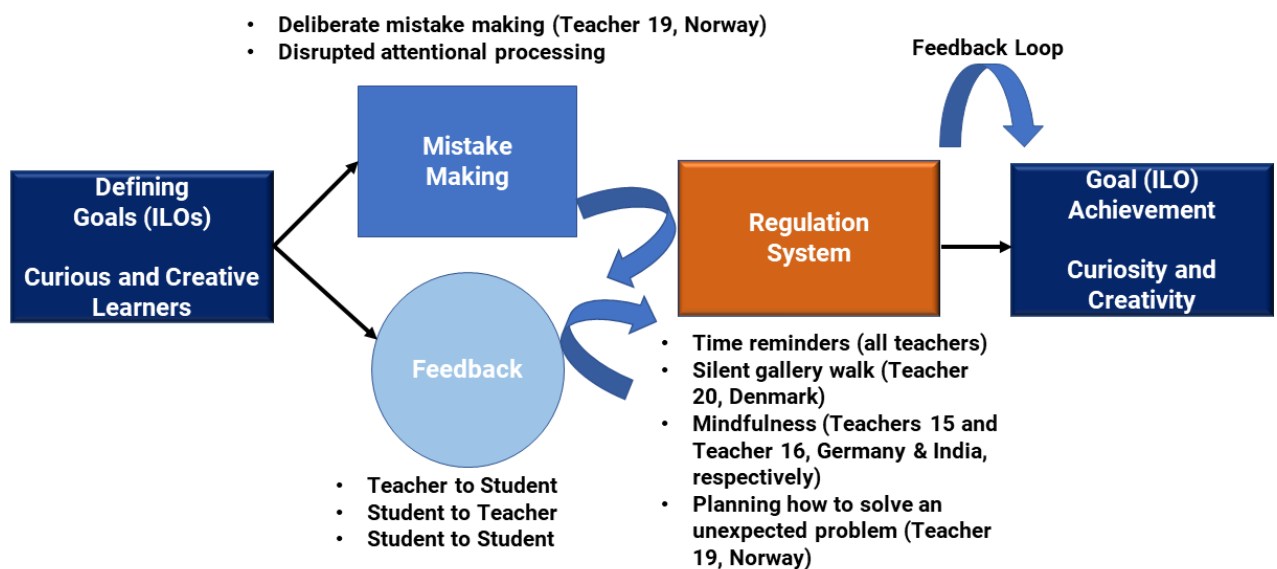 • Deliberate mistake making (Teacher 19, Norway)
• Disrupted attentional processing
Feedback Loop
Defining
Goals (ILOs)
Curious and Creative
Learners
Mistake
Making
Feedback
• Teacher to Student
• Student to Teacher
• Student to Student
Regulation
System
• Time reminders (all teachers)
• Silent gallery walk (Teacher
20, Denmark)
• Mindfulness (Teachers 15 and
Teacher 16, Germany & India,
respectively)
• Planning how to solve an
unexpected problem (Teacher
19, Norway)
Goal (ILO)
Achievement
Curiosity and
Creativity